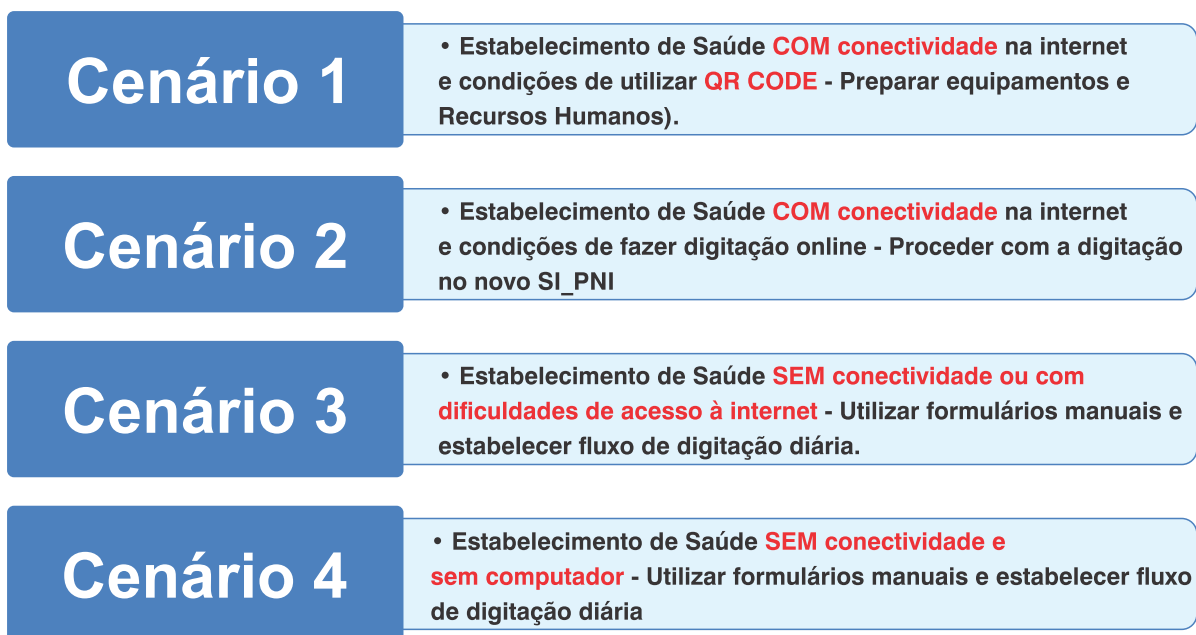 Cenário 1
• Estabelecimento de Saúde COM conectividade na internet
e condições de utilizar QR CODE - Preparar equipamentos e
Recursos Humanos).
Cenário 2
• Estabelecimento de Saúde COM conectividade na internet
e condições de fazer digitação online - Proceder com a digitação
no novo SI_PNI
Cenário 3
• Estabelecimento de Saúde SEM conectividade ou com
dificuldades de acesso à internet - Utilizar formulários manuais e
estabelecer fluxo de digitação diária.
Cenário 4
• Estabelecimento de Saúde SEM conectividade e
sem computador - Utilizar formulários manuais e estabelecer fluxo
de digitação diária